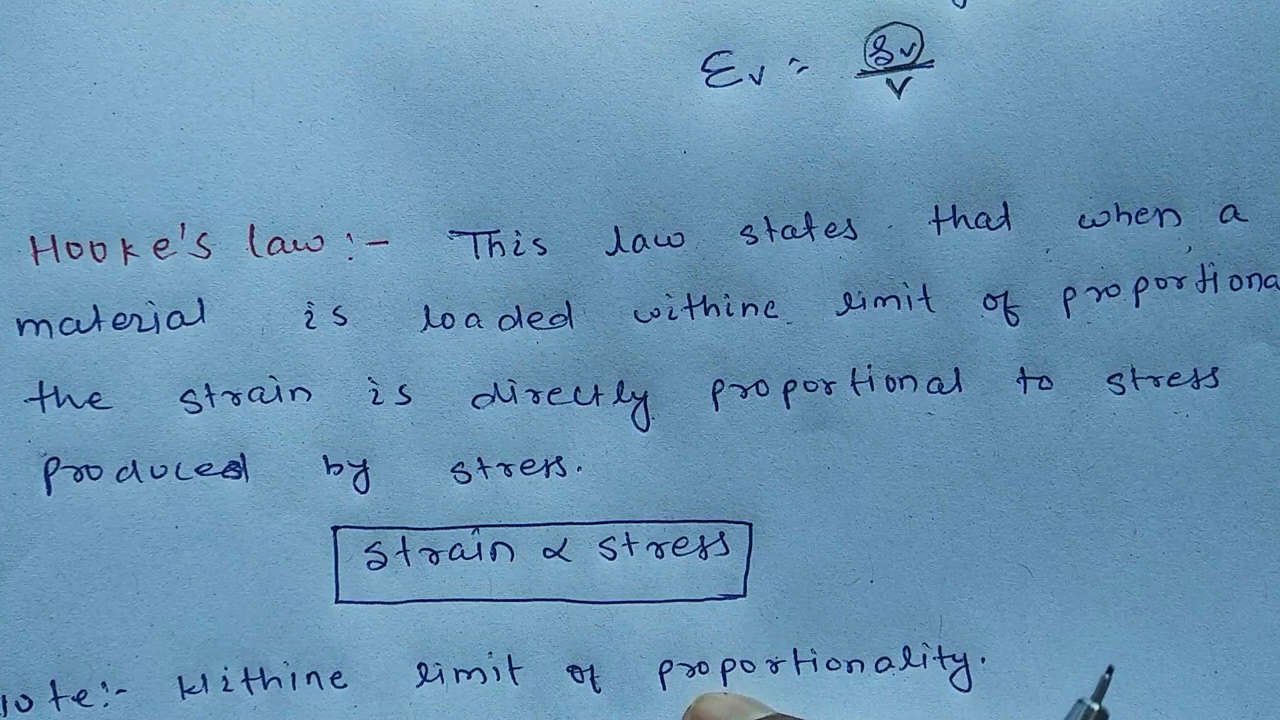 Ev = δv/V
Hooke's law :- This law states that when a
material is loaded withine limit of proportiona
the strain is directly proportional to stress
produced by stress.
strain ∝ stress
Note:- Withine limit of proportionality.